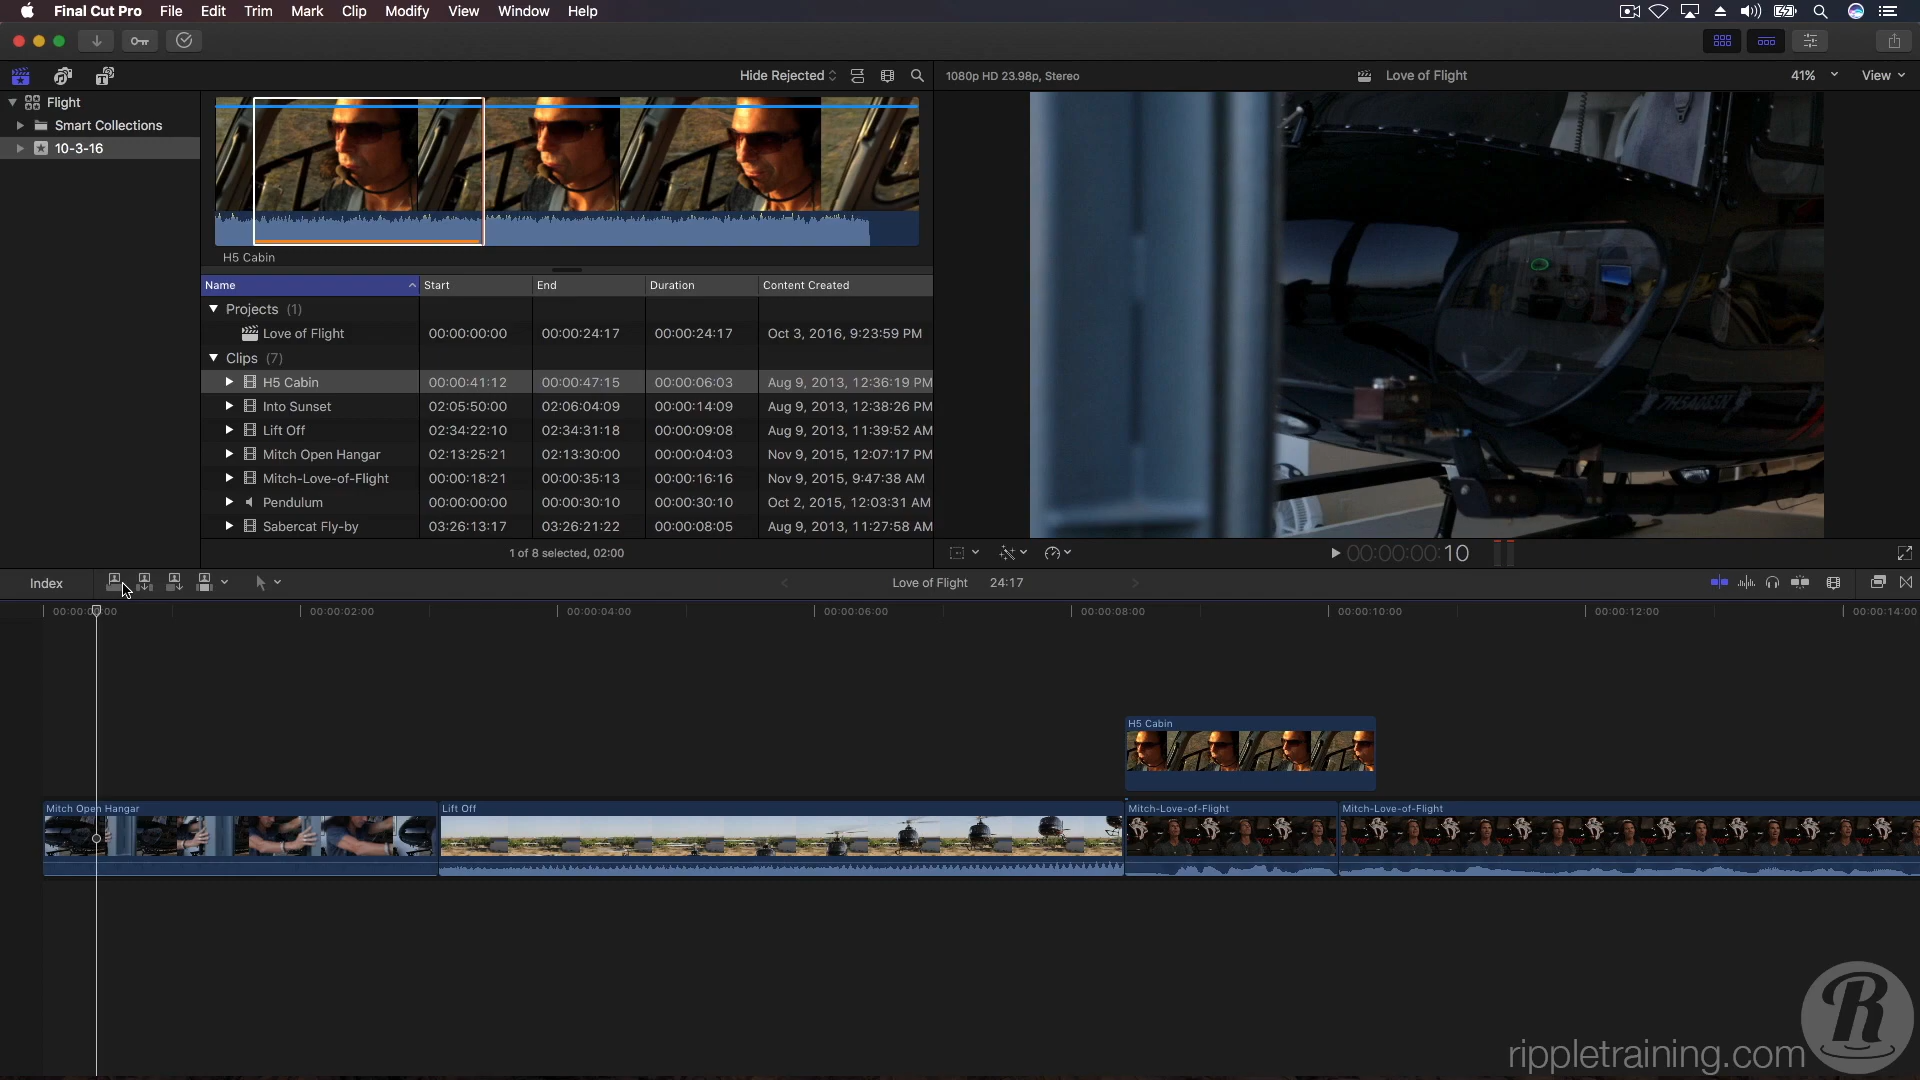 Final Cut Pro File Edit Trim Mark Clip Modify View Window Help
Hide Rejected
1080p HD 23.98p, Stereo
Love of Flight
41%
View
Flight
Smart Collections
10-3-16
H5 Cabin
Name Start End Duration Content Created
Projects (1)
Love of Flight 00:00:00:00 00:00:24:17 00:00:24:17 Oct 3, 2016, 9:23:59 PM
Clips (7)
H5 Cabin 00:00:41:12 00:00:47:15 00:00:06:03 Aug 9, 2013, 12:36:19 PM
Into Sunset 02:05:50:00 02:06:04:09 00:00:14:09 Aug 9, 2013, 12:38:26 PM
Lift Off 02:34:22:10 02:34:31:18 00:00:09:08 Aug 9, 2013, 11:39:52 AM
Mitch Open Hangar 02:13:25:21 02:13:30:00 00:00:04:03 Nov 9, 2015, 12:07:17 PM
Mitch-Love-of-Flight 00:00:18:21 00:00:35:13 00:00:16:16 Nov 9, 2015, 9:47:38 AM
Pendulum 00:00:00:00 00:00:30:10 00:00:30:10 Oct 2, 2015, 12:03:31 AM
Sabercat Fly-by 03:26:13:17 03:26:21:22 00:00:08:05 Aug 9, 2013, 11:27:58 AM
1 of 8 selected, 02:00
00:00:00:10
Index
Love of Flight 24:17
00:00:02:00 00:00:04:00 00:00:06:00 00:00:08:00 00:00:10:00 00:00:12:00 00:00:14:00
H5 Cabin
Mitch Open Hangar
Lift Off
Mitch-Love-of-Flight
Mitch-Love-of-Flight
R
rippletraining.com